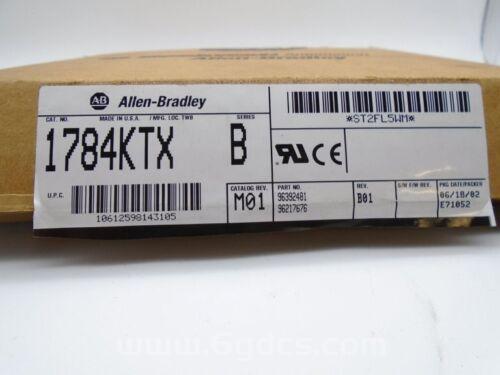 AB Allen-Bradley
CAT. NO. MADE IN U.S.A. / MFG. LOC. TWB SERIES
1784KTX B
*ST2FL5WM*
U.P.C.
10612598143105
CATALOG REV. PART NO. REV. S/W F/W REV. PKG DATE/PACKER
M01 96392481 B01 06/18/02
96217676 E71052
www.6gdcs.com